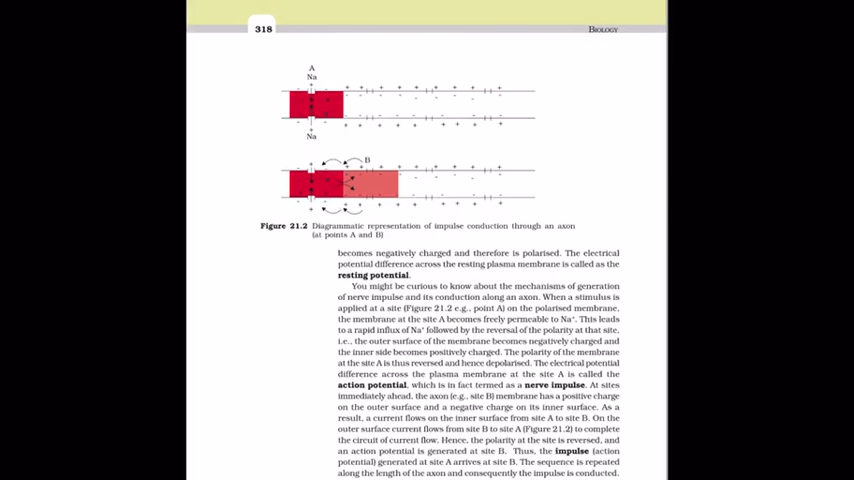 318
BIOLOGY
A
Na
Na
B
Figure 21.2 Diagrammatic representation of impulse conduction through an axon
(at points A and B)
becomes negatively charged and therefore is polarised. The electrical
potential difference across the resting plasma membrane is called as the
resting potential.
You might be curious to know about the mechanisms of generation
of nerve impulse and its conduction along an axon. When a stimulus is
applied at a site (Figure 21.2 e.g., point A) on the polarised membrane,
the membrane at the site A becomes freely permeable to Na⁺. This leads
to a rapid influx of Na⁺ followed by the reversal of the polarity at that site,
i.e., the outer surface of the membrane becomes negatively charged and
the inner side becomes positively charged. The polarity of the membrane
at the site A is thus reversed and hence depolarised. The electrical potential
difference across the plasma membrane at the site A is called the
action potential, which is in fact termed as a nerve impulse. At sites
immediately ahead, the axon (e.g., site B) membrane has a positive charge
on the outer surface and a negative charge on its inner surface. As a
result, a current flows on the inner surface from site A to site B. On the
outer surface current flows from site B to site A (Figure 21.2) to complete
the circuit of current flow. Hence, the polarity at the site is reversed, and
an action potential is generated at site B. Thus, the impulse (action
potential) generated at site A arrives at site B. The sequence is repeated
along the length of the axon and consequently the impulse is conducted.